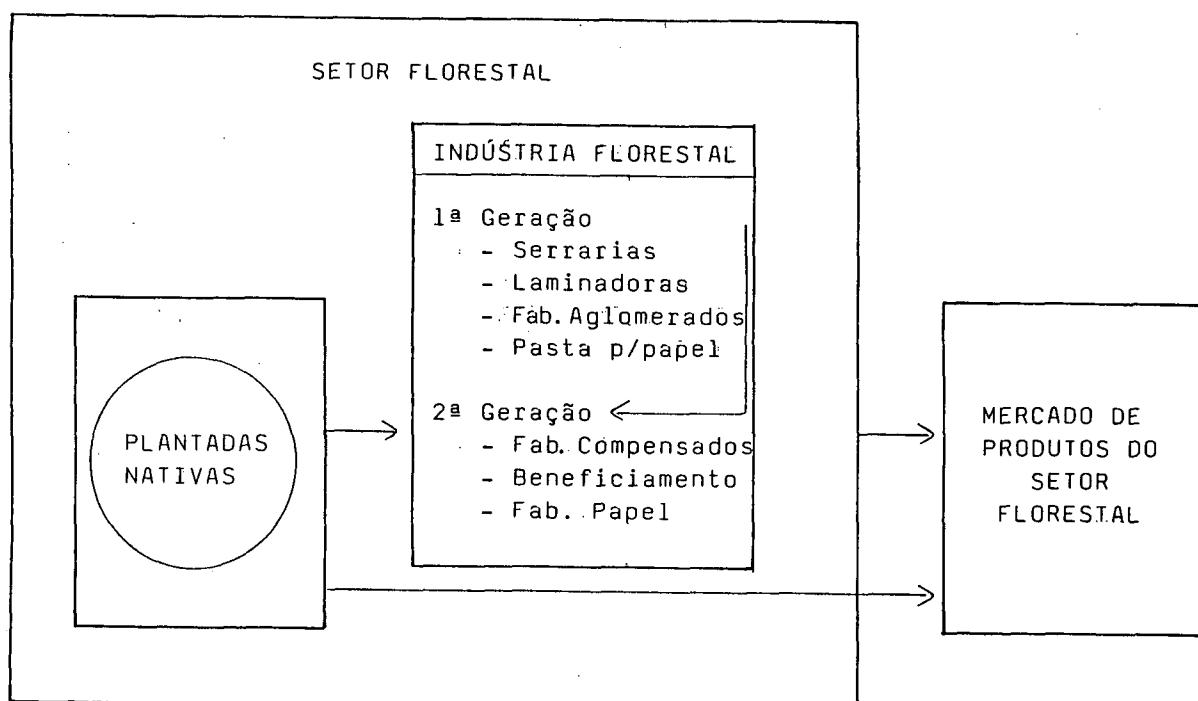 SETOR FLORESTAL
INDÚSTRIA FLORESTAL
1ª Geração
- Serrarias
- Laminadoras
- Fab. Aglomerados
- Pasta p/papel
2ª Geração
- Fab. Compensados
- Beneficiamento
- Fab. Papel
PLANTADAS
NATIVAS
MERCADO DE
PRODUTOS DO
SETOR
FLORESTAL